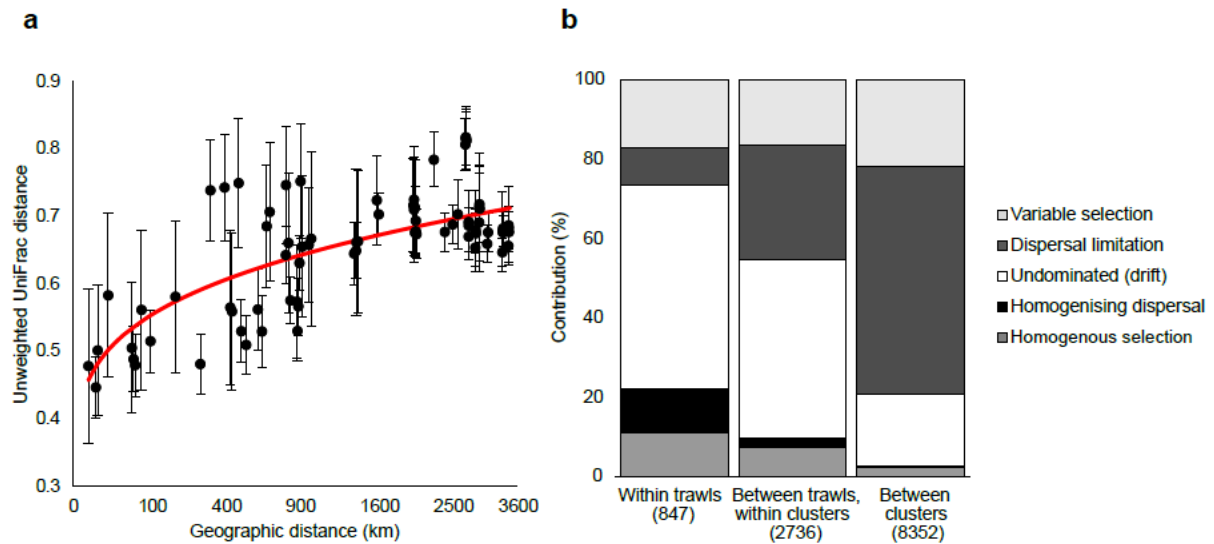 a
0.9
0.8
0.7
0.6
0.5
0.4
0.3
Unweighted UniFrac distance
0 100 400 900 1600 2500 3600
Geographic distance (km)
b
100
80
60
40
20
0
Contribution (%)
Within trawls
(847)
Between trawls,
within clusters
(2736)
Between
clusters
(8352)
Variable selection
Dispersal limitation
Undominated (drift)
Homogenising dispersal
Homogenous selection